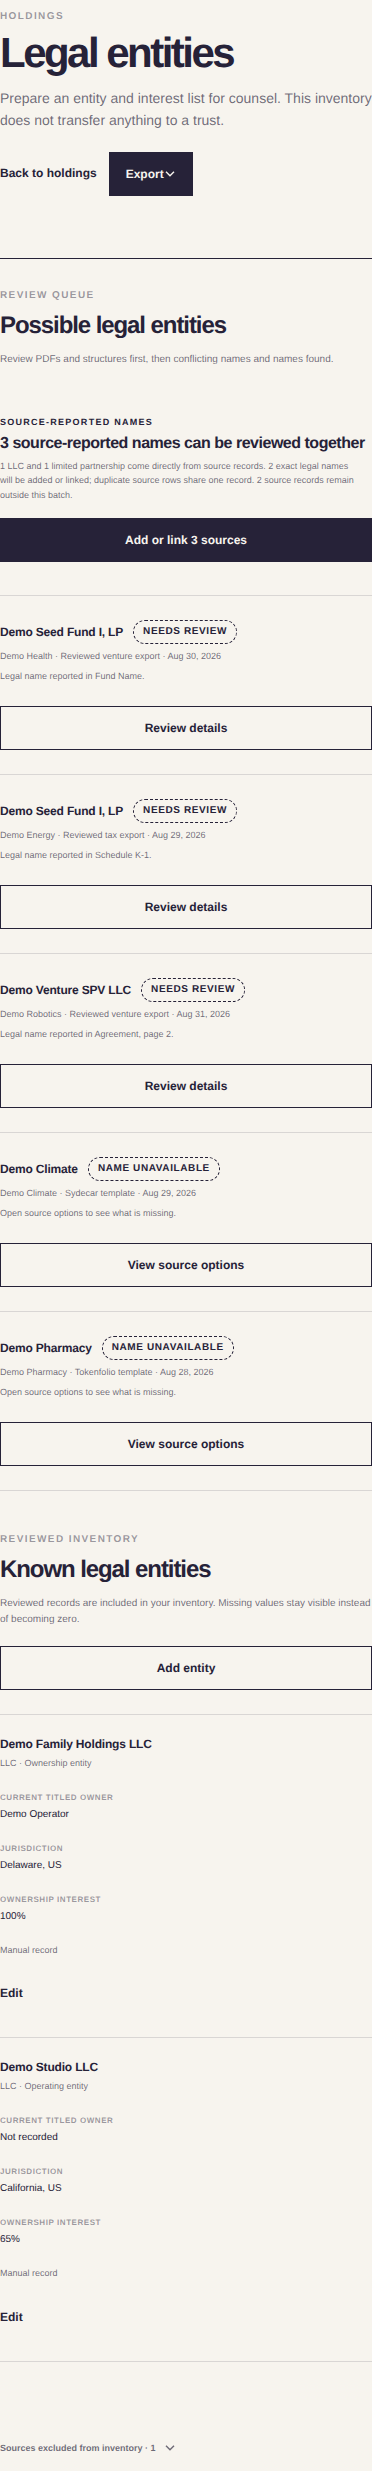 HOLDINGS
Legal entities
Prepare an entity and interest list for counsel. This inventory
does not transfer anything to a trust.
Back to holdings
Export
REVIEW QUEUE
Possible legal entities
Review PDFs and structures first, then conflicting names and names found.
SOURCE-REPORTED NAMES
3 source-reported names can be reviewed together
1 LLC and 1 limited partnership come directly from source records. 2 exact legal names
will be added or linked; duplicate source rows share one record. 2 source records remain
outside this batch.
Add or link 3 sources
Demo Seed Fund I, LP NEEDS REVIEW
Demo Health · Reviewed venture export · Aug 30, 2026
Legal name reported in Fund Name.
Review details
Demo Seed Fund I, LP NEEDS REVIEW
Demo Energy · Reviewed tax export · Aug 29, 2026
Legal name reported in Schedule K-1.
Review details
Demo Venture SPV LLC NEEDS REVIEW
Demo Robotics · Reviewed venture export · Aug 31, 2026
Legal name reported in Agreement, page 2.
Review details
Demo Climate NAME UNAVAILABLE
Demo Climate · Sydecar template · Aug 29, 2026
Open source options to see what is missing.
View source options
Demo Pharmacy NAME UNAVAILABLE
Demo Pharmacy · Tokenfolio template · Aug 28, 2026
Open source options to see what is missing.
View source options
REVIEWED INVENTORY
Known legal entities
Reviewed records are included in your inventory. Missing values stay visible instead
of becoming zero.
Add entity
Demo Family Holdings LLC
LLC · Ownership entity
CURRENT TITLED OWNER
Demo Operator
JURISDICTION
Delaware, US
OWNERSHIP INTEREST
100%
Manual record
Edit
Demo Studio LLC
LLC · Operating entity
CURRENT TITLED OWNER
Not recorded
JURISDICTION
California, US
OWNERSHIP INTEREST
65%
Manual record
Edit
Sources excluded from inventory · 1